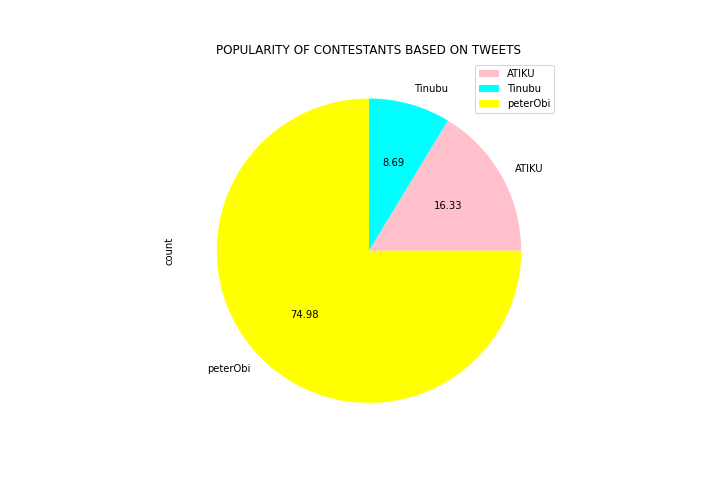 POPULARITY OF CONTESTANTS BASED ON TWEETS
ATIKU
Tinubu
peterObi
Tinubu
ATIKU
8.69
16.33
count
74.98
peterObi